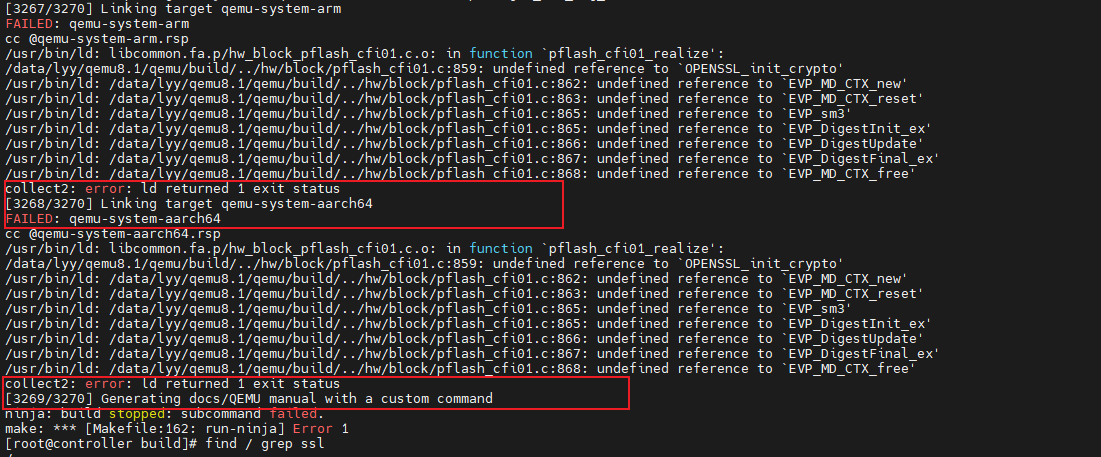 [3267/3270] Linking target qemu-system-arm
FAILED: qemu-system-arm
cc @qemu-system-arm.rsp
/usr/bin/ld: libcommon.fa.p/hw_block_pflash_cfi01.c.o: in function `pflash_cfi01_realize':
/data/lyy/qemu8.1/qemu/build/../hw/block/pflash_cfi01.c:859: undefined reference to `OPENSSL_init_crypto'
/usr/bin/ld: /data/lyy/qemu8.1/qemu/build/../hw/block/pflash_cfi01.c:862: undefined reference to `EVP_MD_CTX_new'
/usr/bin/ld: /data/lyy/qemu8.1/qemu/build/../hw/block/pflash_cfi01.c:863: undefined reference to `EVP_MD_CTX_reset'
/usr/bin/ld: /data/lyy/qemu8.1/qemu/build/../hw/block/pflash_cfi01.c:865: undefined reference to `EVP_sm3'
/usr/bin/ld: /data/lyy/qemu8.1/qemu/build/../hw/block/pflash_cfi01.c:865: undefined reference to `EVP_DigestInit_ex'
/usr/bin/ld: /data/lyy/qemu8.1/qemu/build/../hw/block/pflash_cfi01.c:866: undefined reference to `EVP_DigestUpdate'
/usr/bin/ld: /data/lyy/qemu8.1/qemu/build/../hw/block/pflash_cfi01.c:867: undefined reference to `EVP_DigestFinal_ex'
/usr/bin/ld: /data/lyy/qemu8.1/qemu/build/../hw/block/pflash_cfi01.c:868: undefined reference to `EVP_MD_CTX_free'
collect2: error: ld returned 1 exit status
[3268/3270] Linking target qemu-system-aarch64
FAILED: qemu-system-aarch64
cc @qemu-system-aarch64.rsp
/usr/bin/ld: libcommon.fa.p/hw_block_pflash_cfi01.c.o: in function `pflash_cfi01_realize':
/data/lyy/qemu8.1/qemu/build/../hw/block/pflash_cfi01.c:859: undefined reference to `OPENSSL_init_crypto'
/usr/bin/ld: /data/lyy/qemu8.1/qemu/build/../hw/block/pflash_cfi01.c:862: undefined reference to `EVP_MD_CTX_new'
/usr/bin/ld: /data/lyy/qemu8.1/qemu/build/../hw/block/pflash_cfi01.c:863: undefined reference to `EVP_MD_CTX_reset'
/usr/bin/ld: /data/lyy/qemu8.1/qemu/build/../hw/block/pflash_cfi01.c:865: undefined reference to `EVP_sm3'
/usr/bin/ld: /data/lyy/qemu8.1/qemu/build/../hw/block/pflash_cfi01.c:865: undefined reference to `EVP_DigestInit_ex'
/usr/bin/ld: /data/lyy/qemu8.1/qemu/build/../hw/block/pflash_cfi01.c:866: undefined reference to `EVP_DigestUpdate'
/usr/bin/ld: /data/lyy/qemu8.1/qemu/build/../hw/block/pflash_cfi01.c:867: undefined reference to `EVP_DigestFinal_ex'
/usr/bin/ld: /data/lyy/qemu8.1/qemu/build/../hw/block/pflash_cfi01.c:868: undefined reference to `EVP_MD_CTX_free'
collect2: error: ld returned 1 exit status
[3269/3270] Generating docs/QEMU manual with a custom command
ninja: build stopped: subcommand failed.
make: *** [Makefile:162: run-ninja] Error 1
[root@controller build]# find / grep ssl